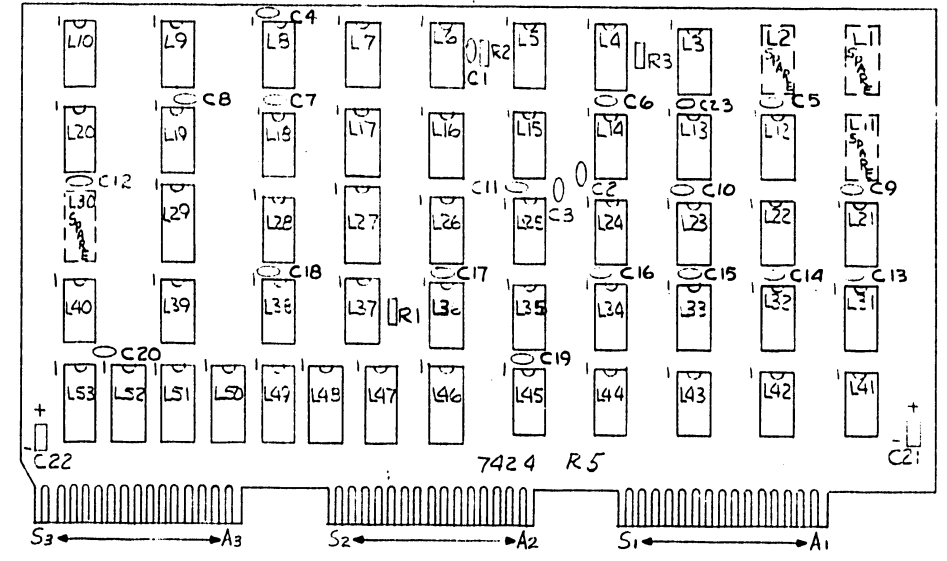 C4
L10 L9 L8 L7 L6 L5 L4 L3 L2 SPARE L1 SPARE
C1 R2 R3
C8 C7 C6 C23 C5
L20 L19 L18 L17 L16 L15 L14 L13 L12 L11 SPARE
C12 C11 C3 C2 C10 C9
L30 SPARE L29 L28 L27 L26 L25 L24 L23 L22 L21
C18 C17 C16 C15 C14 C13
L40 L39 L38 L37 R1 L36 L35 L34 L33 L32 L31
C20 C19
L53 L52 L51 L50 L49 L48 L47 L46 L45 L44 L43 L42 L41
+ +
- C22 - C21
7424 R5
S3 A3 S2 A2 S1 A1